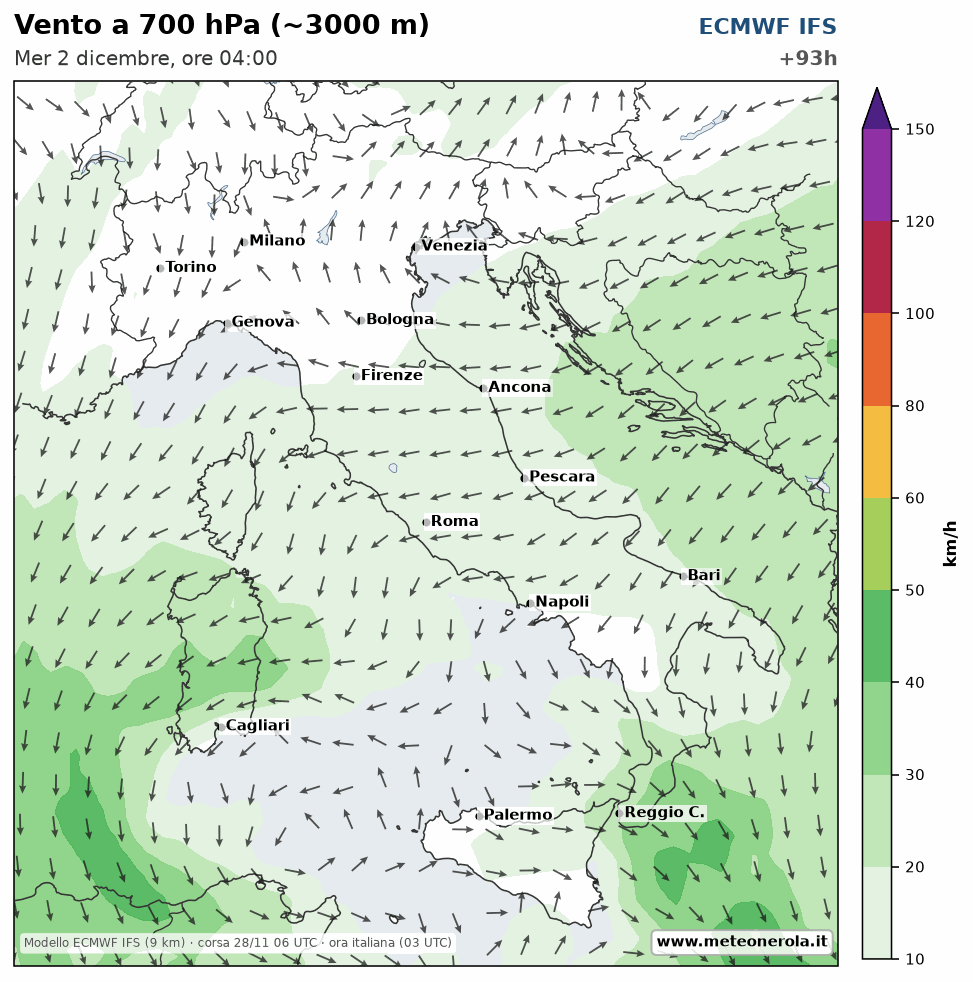 Vento a 700 hPa (~3000 m)
ECMWF IFS
Mer 2 dicembre, ore 04:00
+93h
150
120
100
80
60
50
40
30
20
10
km/h
Milano
Venezia
Torino
Genova
Bologna
Firenze
Ancona
Pescara
Roma
Bari
Napoli
Cagliari
Palermo
Reggio C.
Modello ECMWF IFS (9 km) · corsa 28/11 06 UTC · ora italiana (03 UTC)
www.meteonerola.it